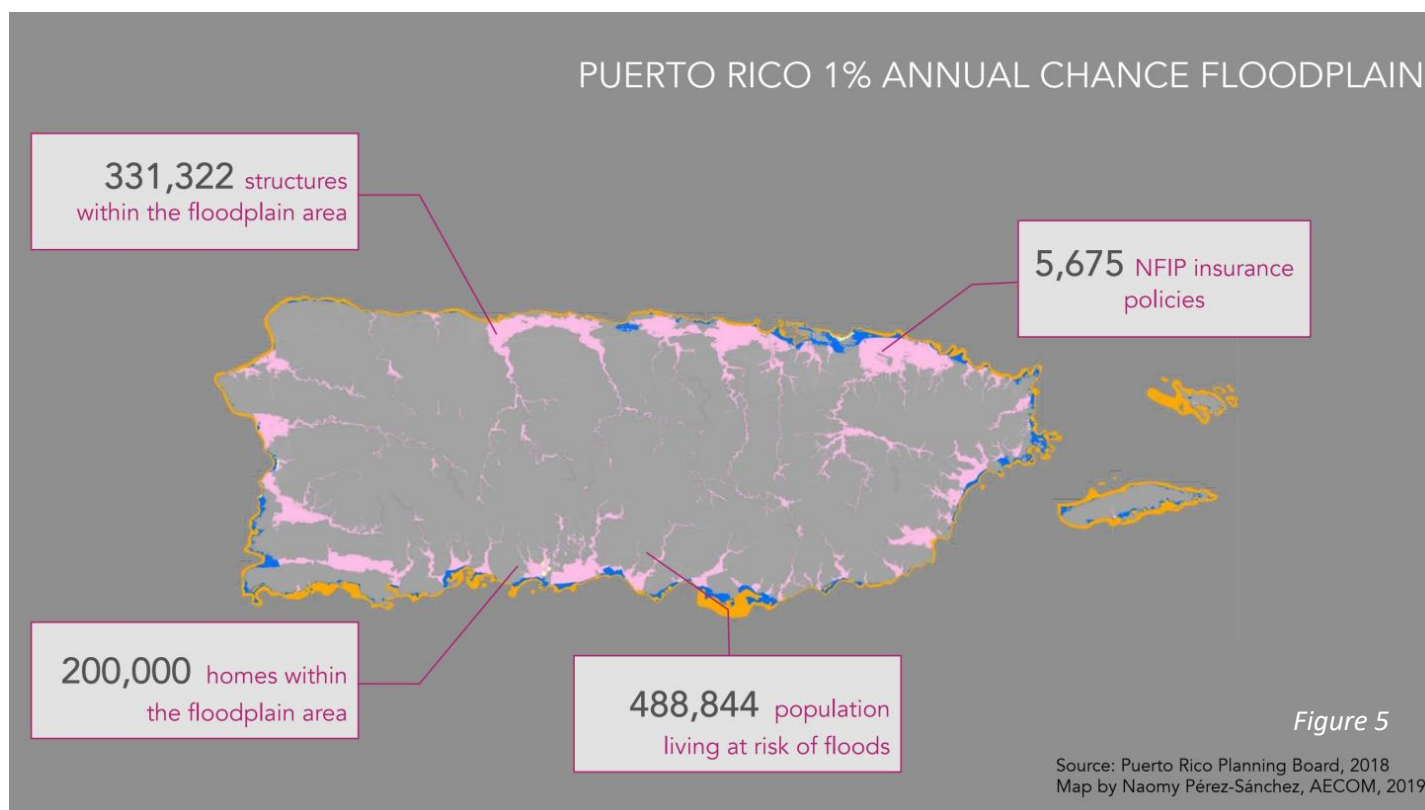 PUERTO RICO 1% ANNUAL CHANCE FLOODPLAIN
331,322 structures
within the floodplain area
5,675 NFIP insurance
policies
200,000 homes within
the floodplain area
488,844 population
living at risk of floods
Figure 5
Source: Puerto Rico Planning Board, 2018
Map by Naomy Pérez-Sánchez, AECOM, 2019